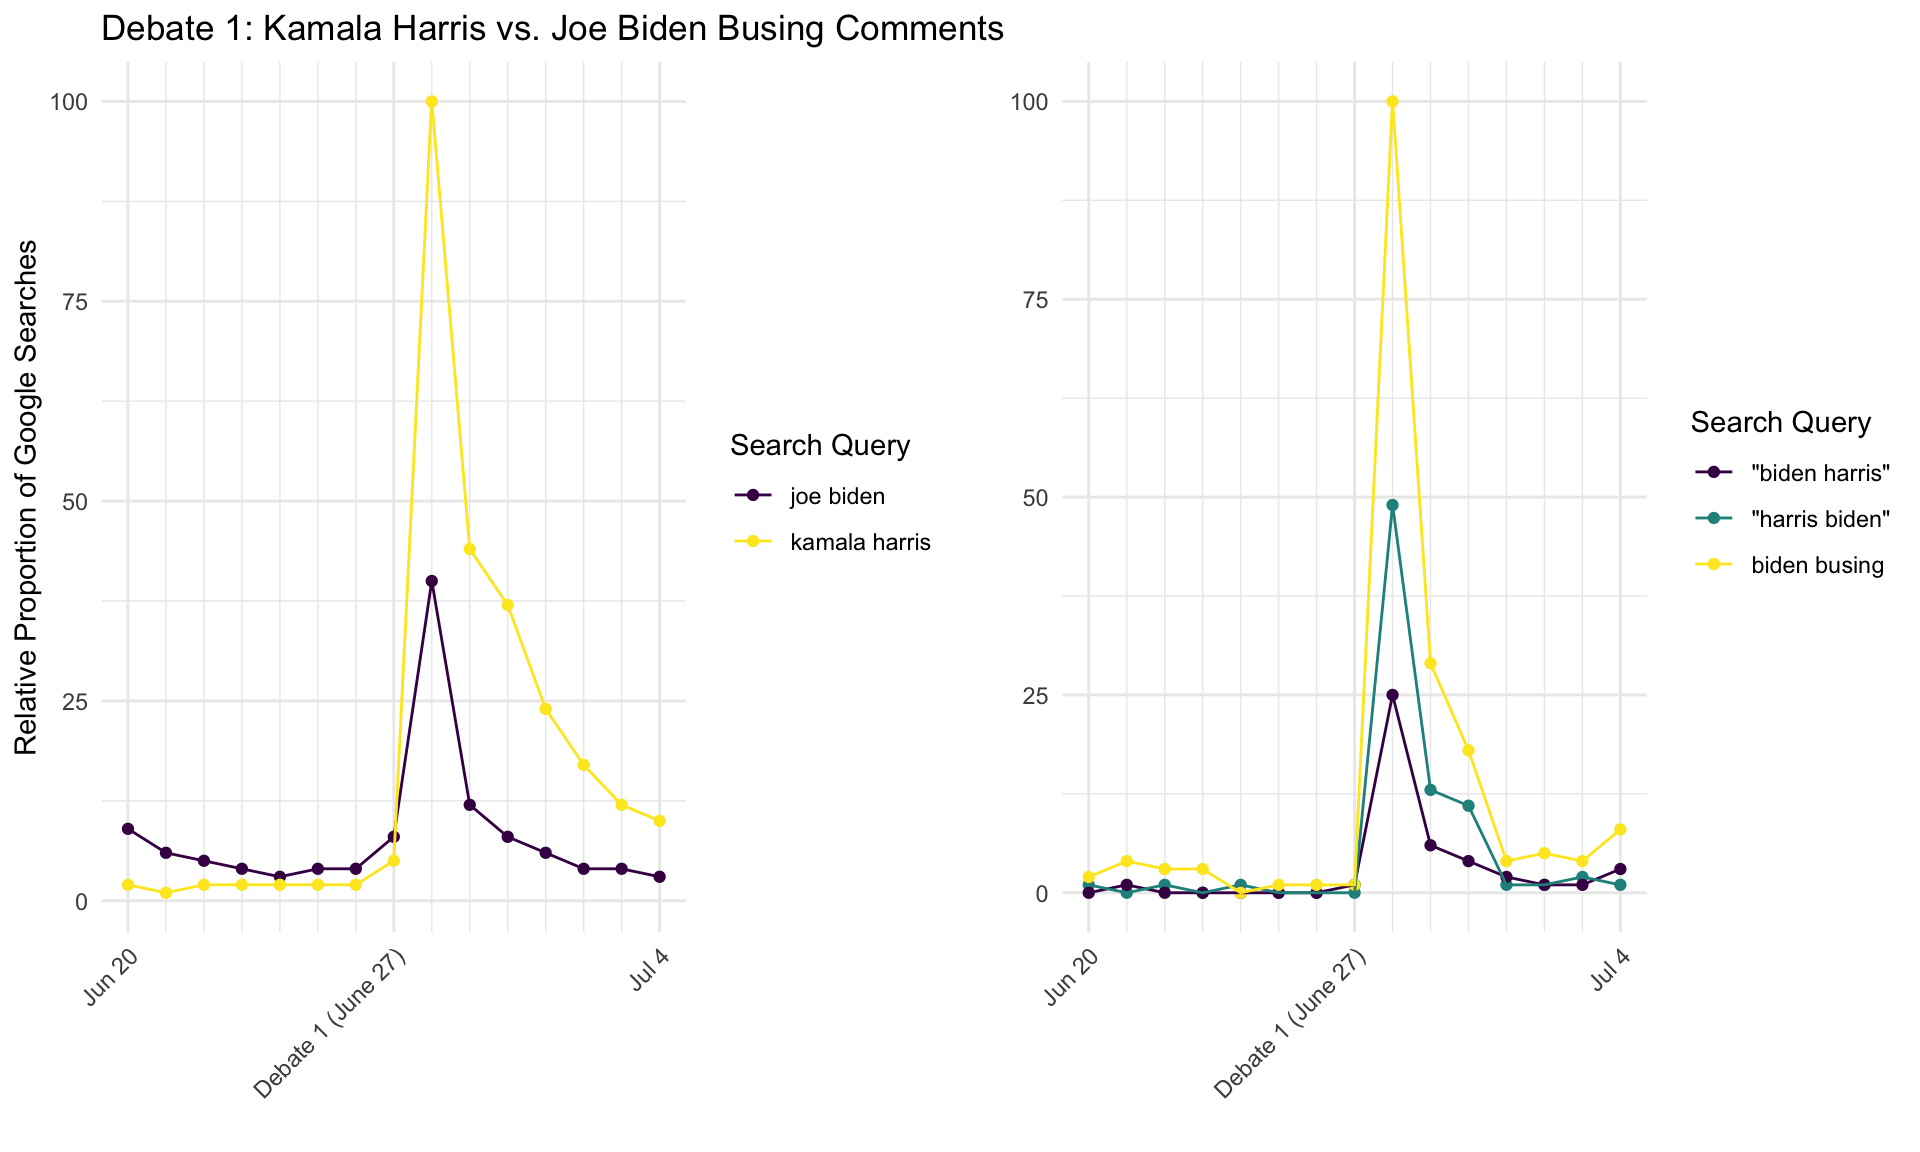 Debate 1: Kamala Harris vs. Joe Biden Busing Comments
Relative Proportion of Google Searches
100
75
50
25
0
Jun 20
Debate 1 (June 27)
Jul 4
Search Query
joe biden
kamala harris
100
75
50
25
0
Jun 20
Debate 1 (June 27)
Jul 4
Search Query
"biden harris"
"harris biden"
biden busing